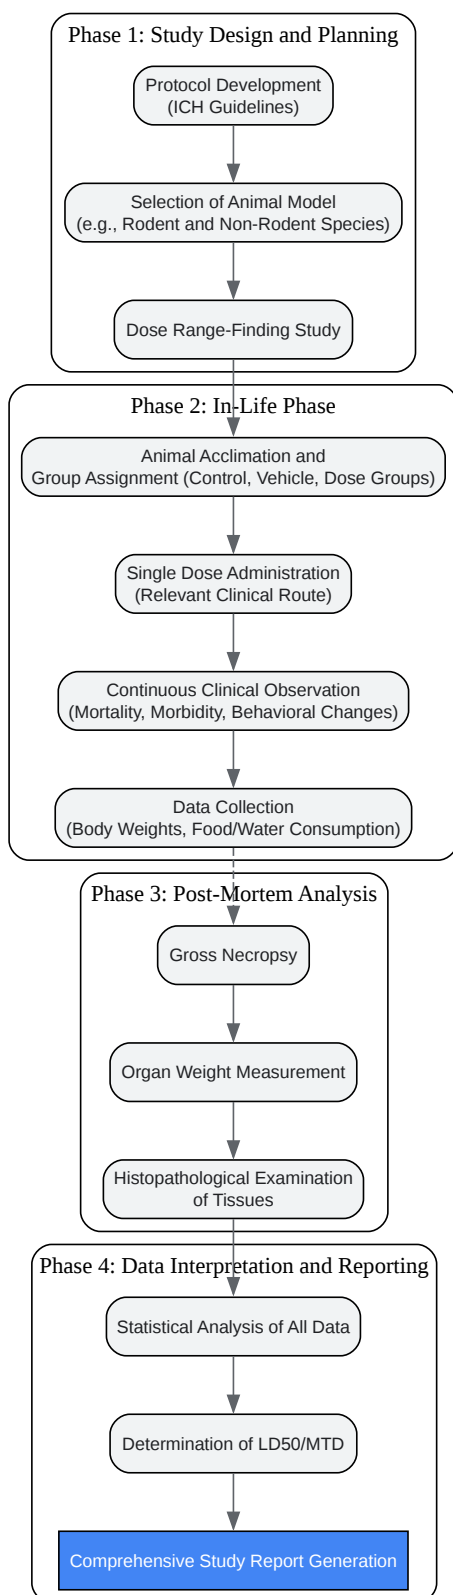 Phase 1: Study Design and Planning
Protocol Development
(ICH Guidelines)
Selection of Animal Model
(e.g., Rodent and Non-Rodent Species)
Dose Range-Finding Study
Phase 2: In-Life Phase
Animal Acclimation and
Group Assignment (Control, Vehicle, Dose Groups)
Single Dose Administration
(Relevant Clinical Route)
Continuous Clinical Observation
(Mortality, Morbidity, Behavioral Changes)
Data Collection
(Body Weights, Food/Water Consumption)
Phase 3: Post-Mortem Analysis
Gross Necropsy
Organ Weight Measurement
Histopathological Examination
of Tissues
Phase 4: Data Interpretation and Reporting
Statistical Analysis of All Data
Determination of LD50/MTD
Comprehensive Study Report Generation